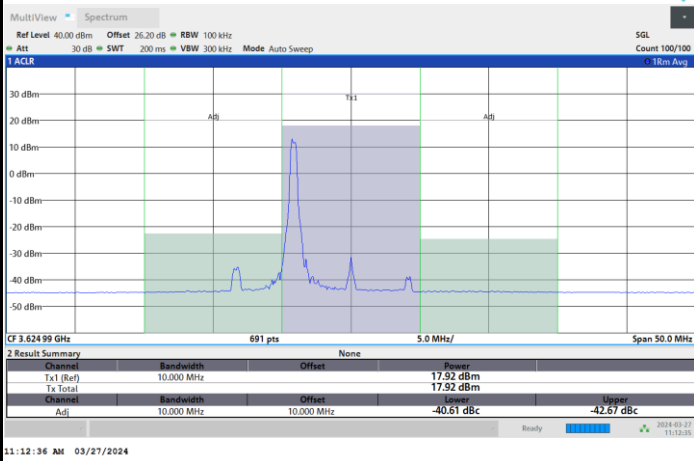 MultiView Spectrum
Ref Level 40.00 dBm Offset 26.20 dB RBW 100 kHz SGL
Att 30 dB SWT 200 ms VBW 300 kHz Mode Auto Sweep Count 100/100
1 ACLR 1Rm Avg
30 dBm
Tx1
20 dBm
Adj Adj
10 dBm
0 dBm
-10 dBm
-20 dBm
-30 dBm
-40 dBm
-50 dBm
CF 3.624 99 GHz 691 pts 5.0 MHz/ Span 50.0 MHz
2 Result Summary None
Channel Bandwidth Offset Power
Tx1 (Ref) 10.000 MHz 17.92 dBm
Tx Total 17.92 dBm
Channel Bandwidth Offset Lower Upper
Adj 10.000 MHz 10.000 MHz -40.61 dBc -42.67 dBc
Ready 2024-03-27
11:12:35
11:12:36 AM 03/27/2024